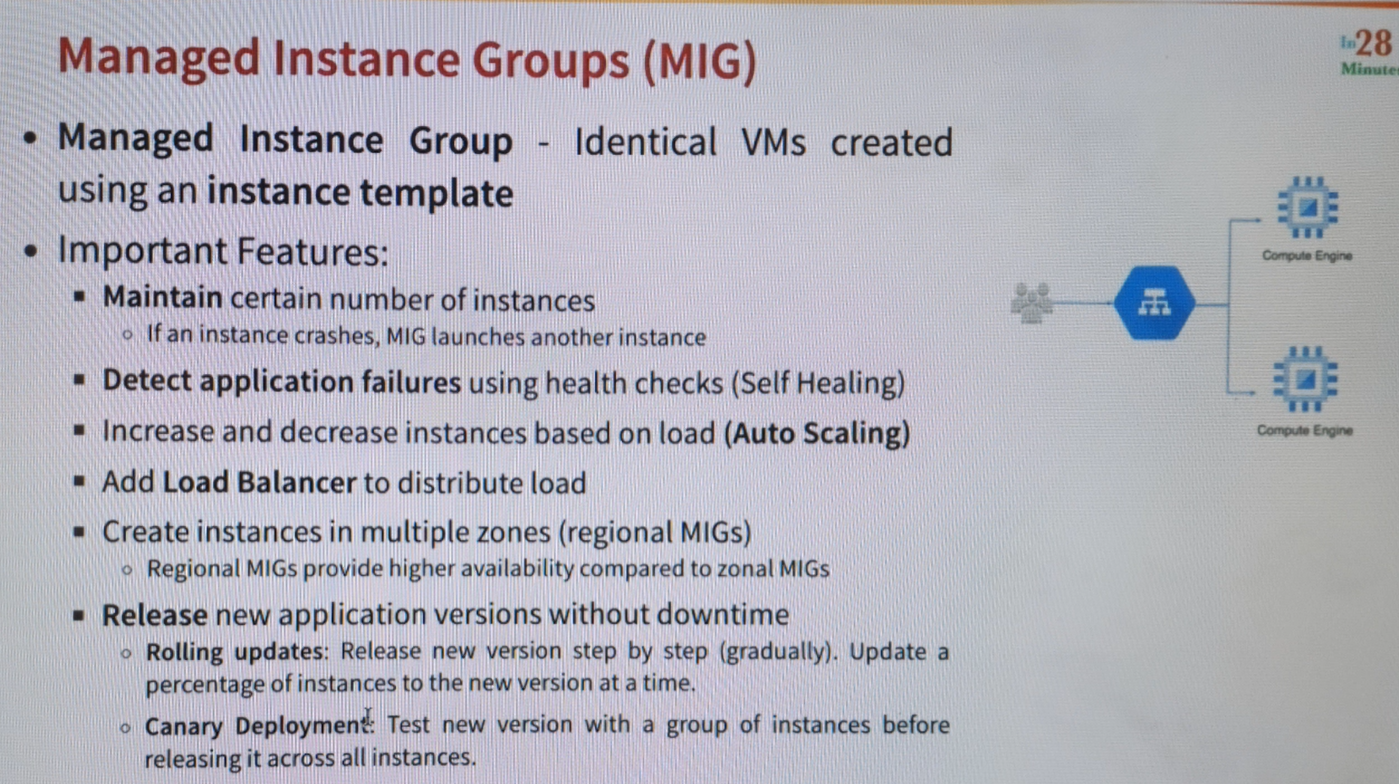 Managed Instance Groups (MIG)
In28
Minutes
• Managed Instance Group - Identical VMs created
using an instance template
• Important Features:
▪ Maintain certain number of instances
○ If an instance crashes, MIG launches another instance
▪ Detect application failures using health checks (Self Healing)
▪ Increase and decrease instances based on load (Auto Scaling)
▪ Add Load Balancer to distribute load
▪ Create instances in multiple zones (regional MIGs)
○ Regional MIGs provide higher availability compared to zonal MIGs
▪ Release new application versions without downtime
○ Rolling updates: Release new version step by step (gradually). Update a
percentage of instances to the new version at a time.
○ Canary Deployment: Test new version with a group of instances before
releasing it across all instances.
Compute Engine
Compute Engine